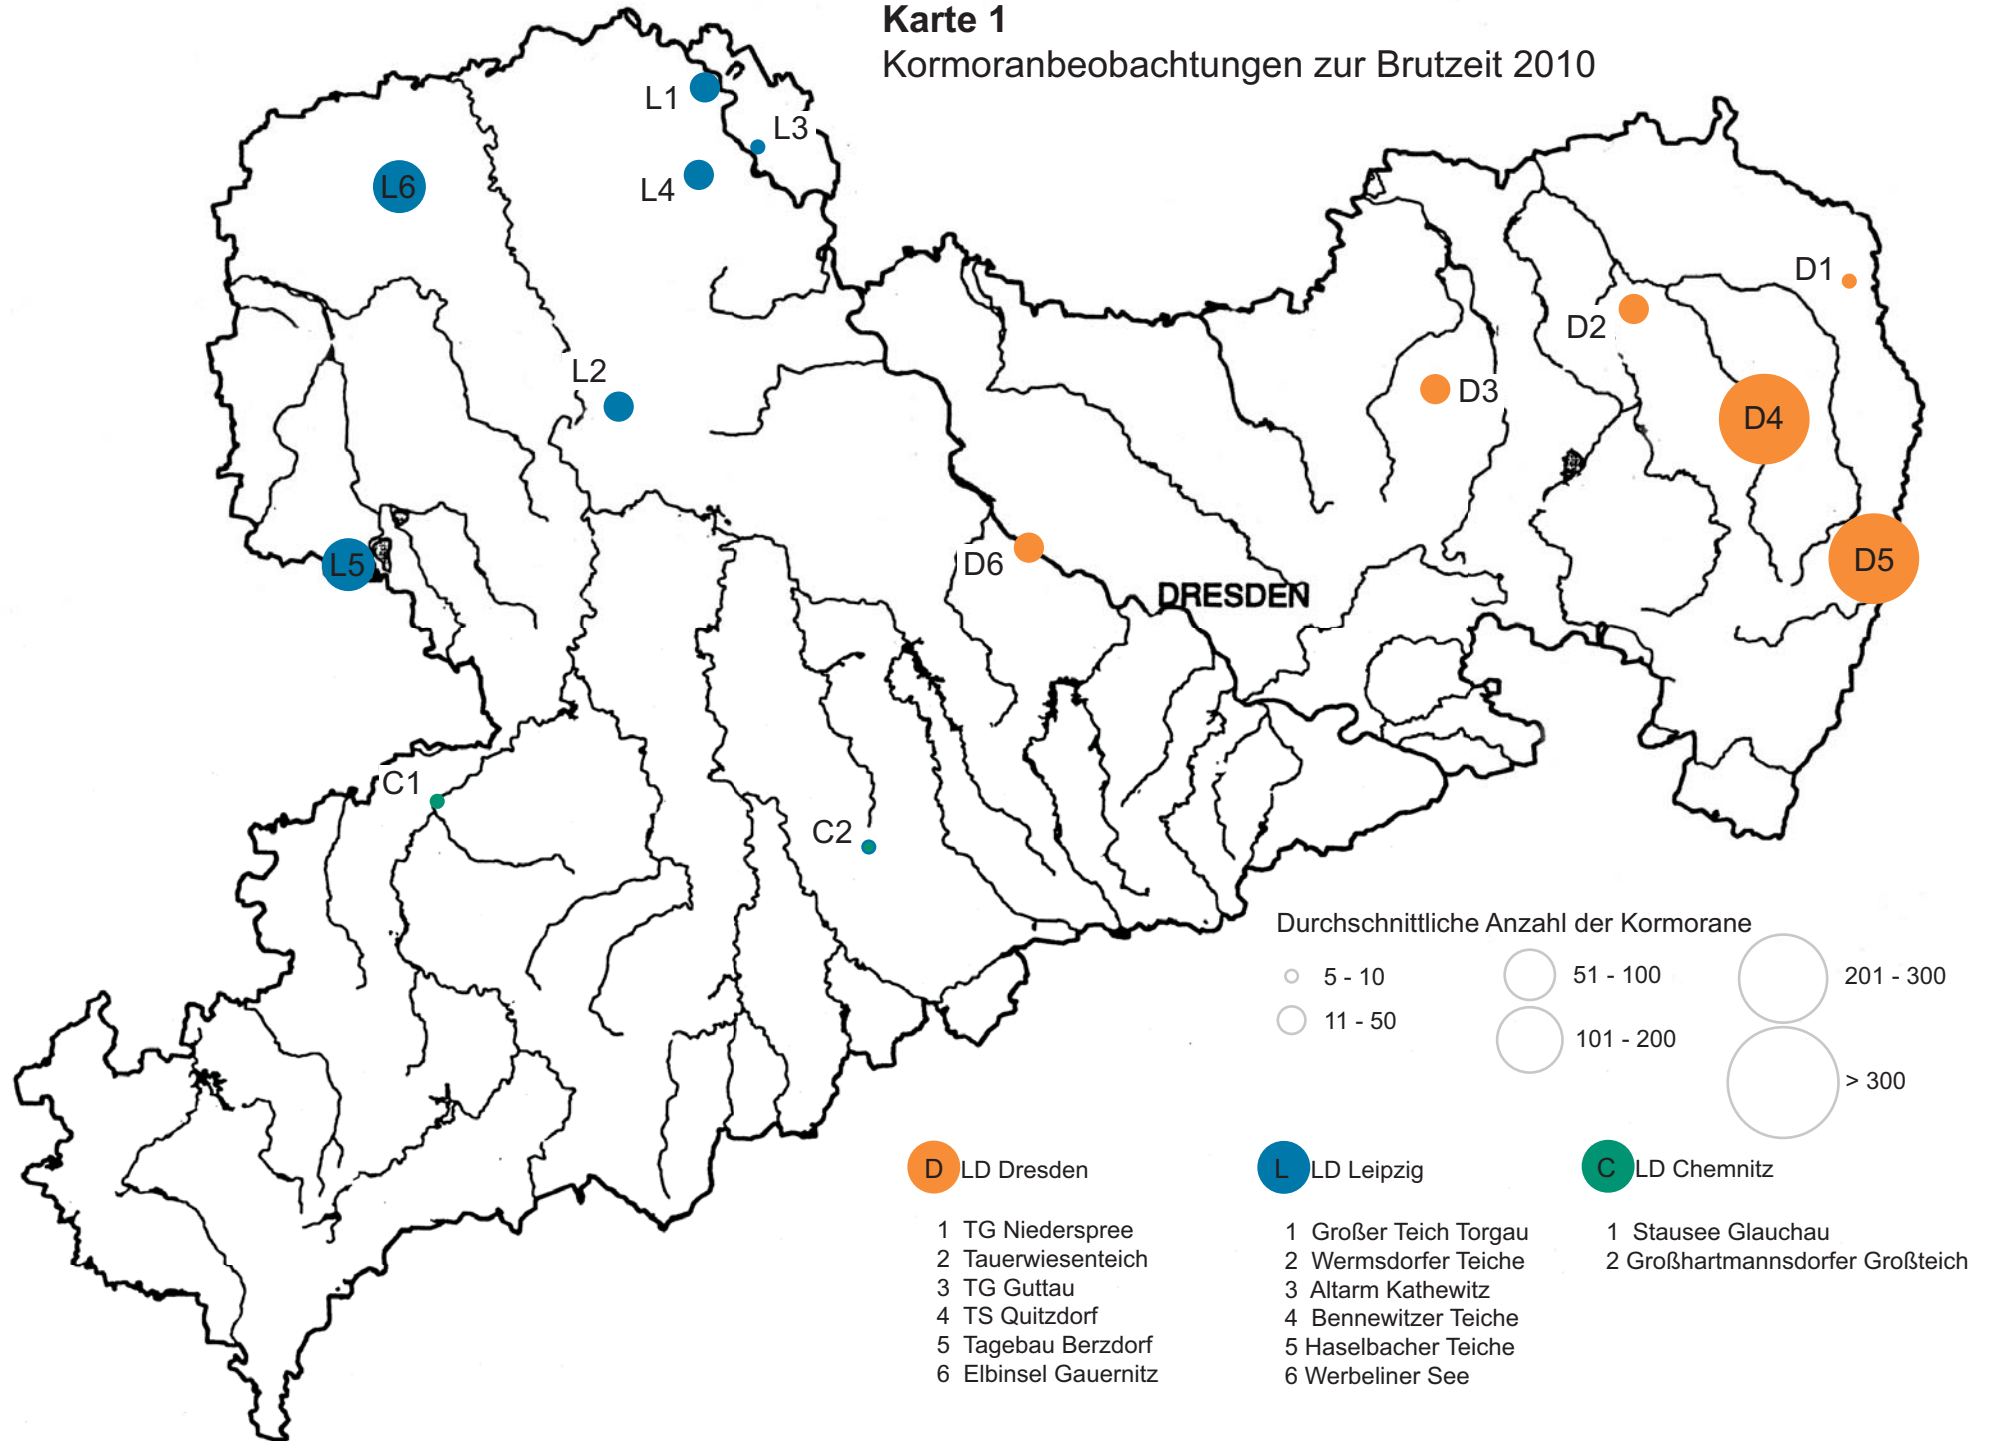 Karte 1
Kormoranbeobachtungen zur Brutzeit 2010
L1
L3
L4
L6
D1
D2
L2
D3
D4
L5
D6
D5
DRESDEN
C1
C2
Durchschnittliche Anzahl der Kormorane
5 - 10
51 - 100
201 - 300
11 - 50
101 - 200
> 300
D LD Dresden
1 TG Niederspree
2 Tauerwiesenteich
3 TG Guttau
4 TS Quitzdorf
5 Tagebau Berzdorf
6 Elbinsel Gauernitz
L LD Leipzig
1 Großer Teich Torgau
2 Wermsdorfer Teiche
3 Altarm Kathewitz
4 Bennewitzer Teiche
5 Haselbacher Teiche
6 Werbeliner See
C LD Chemnitz
1 Stausee Glauchau
2 Großhartmannsdorfer Großteich